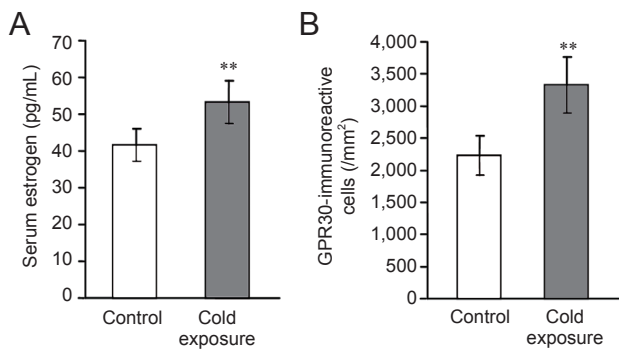 A
Serum estrogen (pg/mL)
70
60
50
40
30
20
10
0
**
Control
Cold
exposure
B
GPR30-immunoreactive
cells (/mm²)
4,000
3,500
3,000
2,500
2,000
1,500
1,000
500
0
**
Control
Cold
exposure